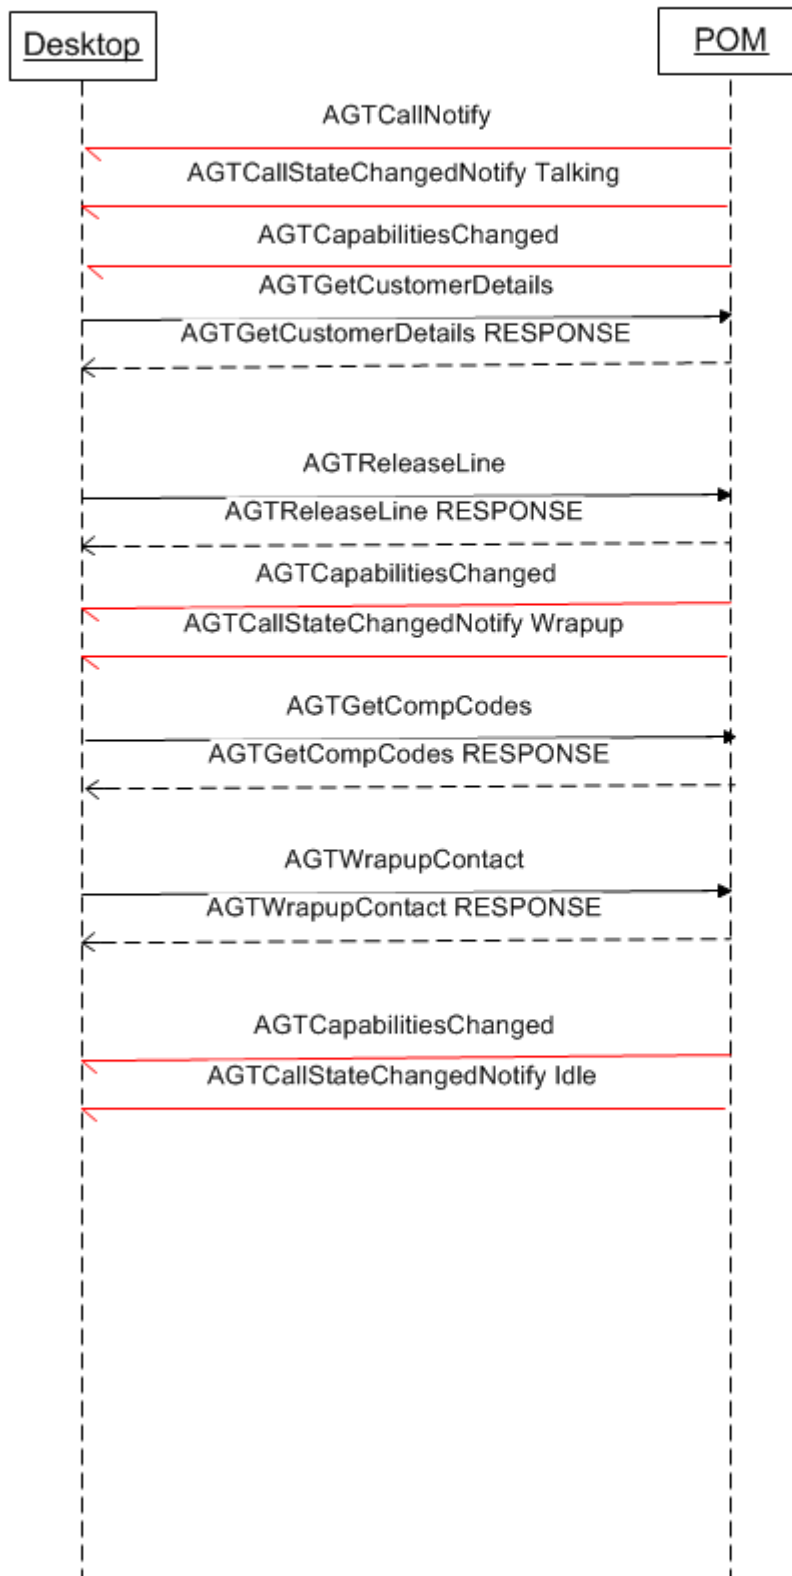 Desktop
POM
AGTCallNotify
AGTCallStateChangedNotify Talking
AGTCapabilitiesChanged
AGTGetCustomerDetails
AGTGetCustomerDetails RESPONSE
AGTReleaseLine
AGTReleaseLine RESPONSE
AGTCapabilitiesChanged
AGTCallStateChangedNotify Wrapup
AGTGetCompCodes
AGTGetCompCodes RESPONSE
AGTWrapupContact
AGTWrapupContact RESPONSE
AGTCapabilitiesChanged
AGTCallStateChangedNotify Idle